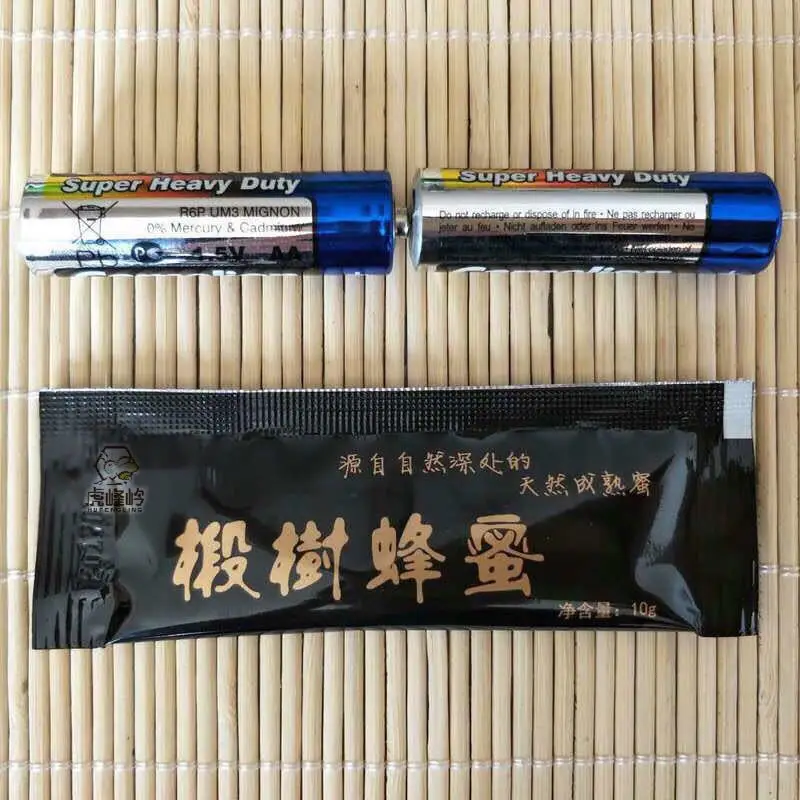 Super Heavy Duty
R6P UM3 MIGNON
0% Mercury & Cadmium
Pb
1.5V AA
Super Heavy Duty
Do not recharge or dispose of in fire • Ne pas recharger ou
jeter au feu • Nicht aufladen oder ins Feuer werfen • No
源自自然深处的
天然成熟蜜
虎峰岭
HUFENGLING
椴樹蜂蜜
净含量：10g